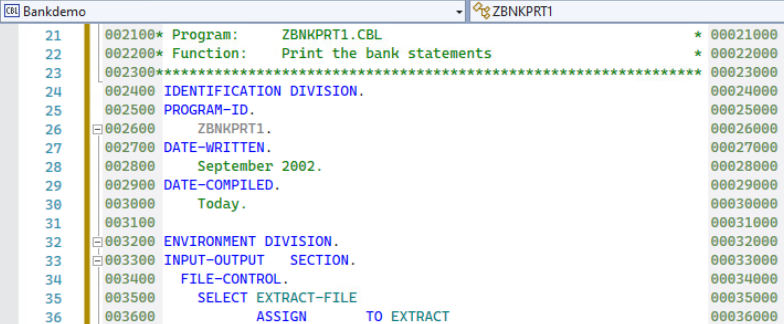 CBL Bankdemo ZBNKPRT1
21 002100* Program: ZBNKPRT1.CBL * 00021000
22 002200* Function: Print the bank statements * 00022000
23 002300***************************************************************** 00023000
24 002400 IDENTIFICATION DIVISION. 00024000
25 002500 PROGRAM-ID. 00025000
26 002600 ZBNKPRT1. 00026000
27 002700 DATE-WRITTEN. 00027000
28 002800 September 2002. 00028000
29 002900 DATE-COMPILED. 00029000
30 003000 Today. 00030000
31 003100 00031000
32 003200 ENVIRONMENT DIVISION. 00032000
33 003300 INPUT-OUTPUT SECTION. 00033000
34 003400 FILE-CONTROL. 00034000
35 003500 SELECT EXTRACT-FILE 00035000
36 003600 ASSIGN TO EXTRACT 00036000